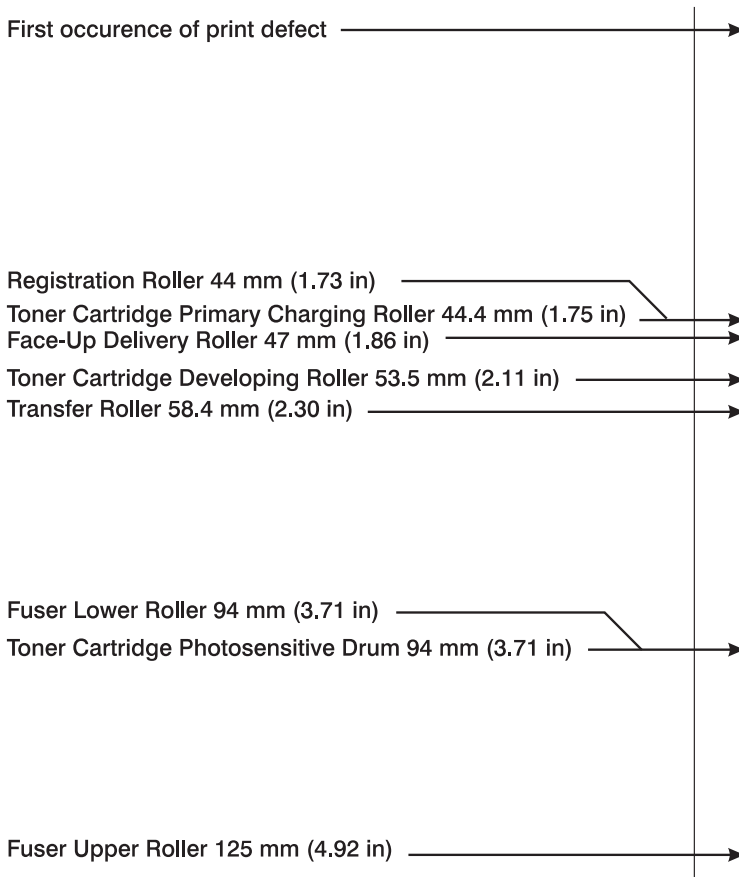 First occurence of print defect
Registration Roller 44 mm (1.73 in)
Toner Cartridge Primary Charging Roller 44.4 mm (1.75 in)
Face-Up Delivery Roller 47 mm (1.86 in)
Toner Cartridge Developing Roller 53.5 mm (2.11 in)
Transfer Roller 58.4 mm (2.30 in)
Fuser Lower Roller 94 mm (3.71 in)
Toner Cartridge Photosensitive Drum 94 mm (3.71 in)
Fuser Upper Roller 125 mm (4.92 in)